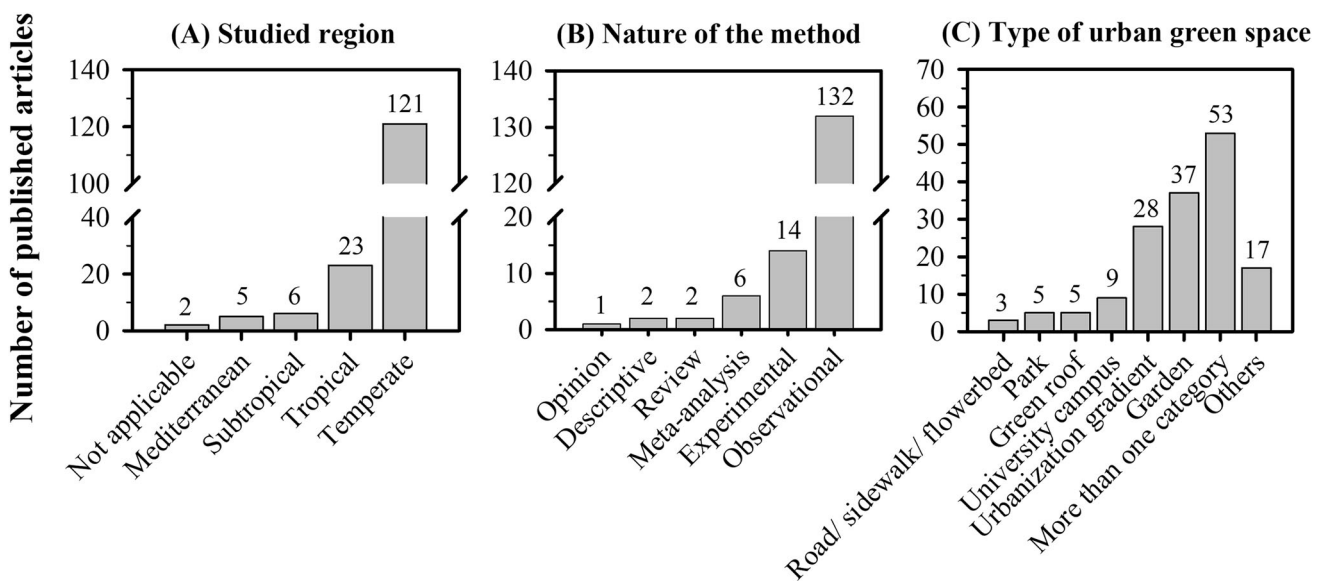 Number of published articles
(A) Studied region
140
120
100
40
20
0
2
5
6
23
121
Not applicable
Mediterranean
Subtropical
Tropical
Temperate
(B) Nature of the method
140
130
120
20
10
0
1
2
2
6
14
132
Opinion
Descriptive
Review
Meta-analysis
Experimental
Observational
(C) Type of urban green space
70
60
50
40
30
20
10
0
3
5
5
9
28
37
53
17
Road/ sidewalk/ flowerbed
Park
Green roof
University campus
Urbanization gradient
Garden
More than one category
Others